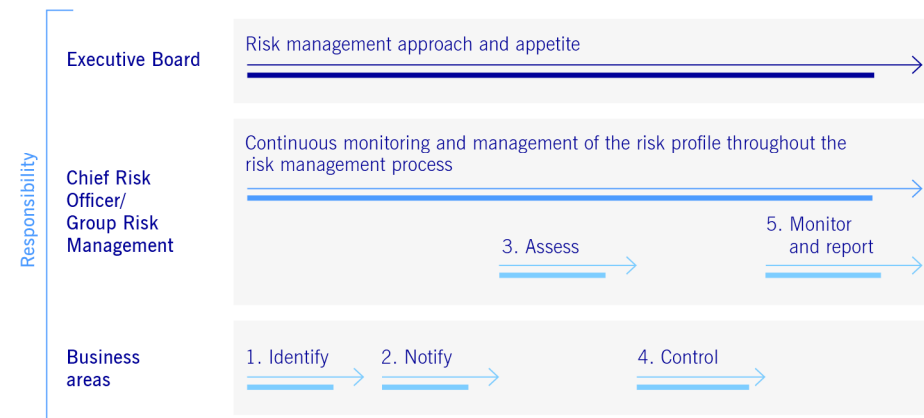 Responsibility
Executive Board
Risk management approach and appetite
Chief Risk
Officer/
Group Risk
Management
Continuous monitoring and management of the risk profile throughout the
risk management process
3. Assess
5. Monitor
and report
Business
areas
1. Identify
2. Notify
4. Control